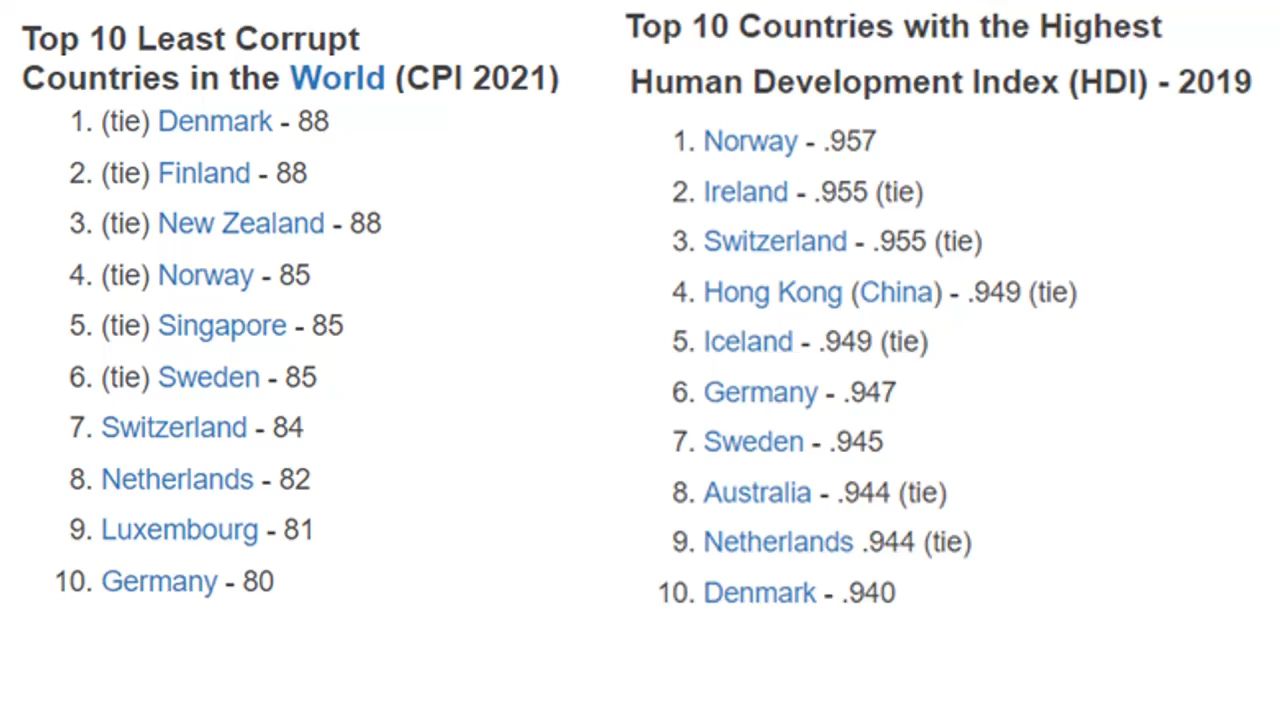 Top 10 Least Corrupt
Countries in the World (CPI 2021)
1. (tie) Denmark - 88
2. (tie) Finland - 88
3. (tie) New Zealand - 88
4. (tie) Norway - 85
5. (tie) Singapore - 85
6. (tie) Sweden - 85
7. Switzerland - 84
8. Netherlands - 82
9. Luxembourg - 81
10. Germany - 80
Top 10 Countries with the Highest
Human Development Index (HDI) - 2019
1. Norway - .957
2. Ireland - .955 (tie)
3. Switzerland - .955 (tie)
4. Hong Kong (China) - .949 (tie)
5. Iceland - .949 (tie)
6. Germany - .947
7. Sweden - .945
8. Australia - .944 (tie)
9. Netherlands .944 (tie)
10. Denmark - .940